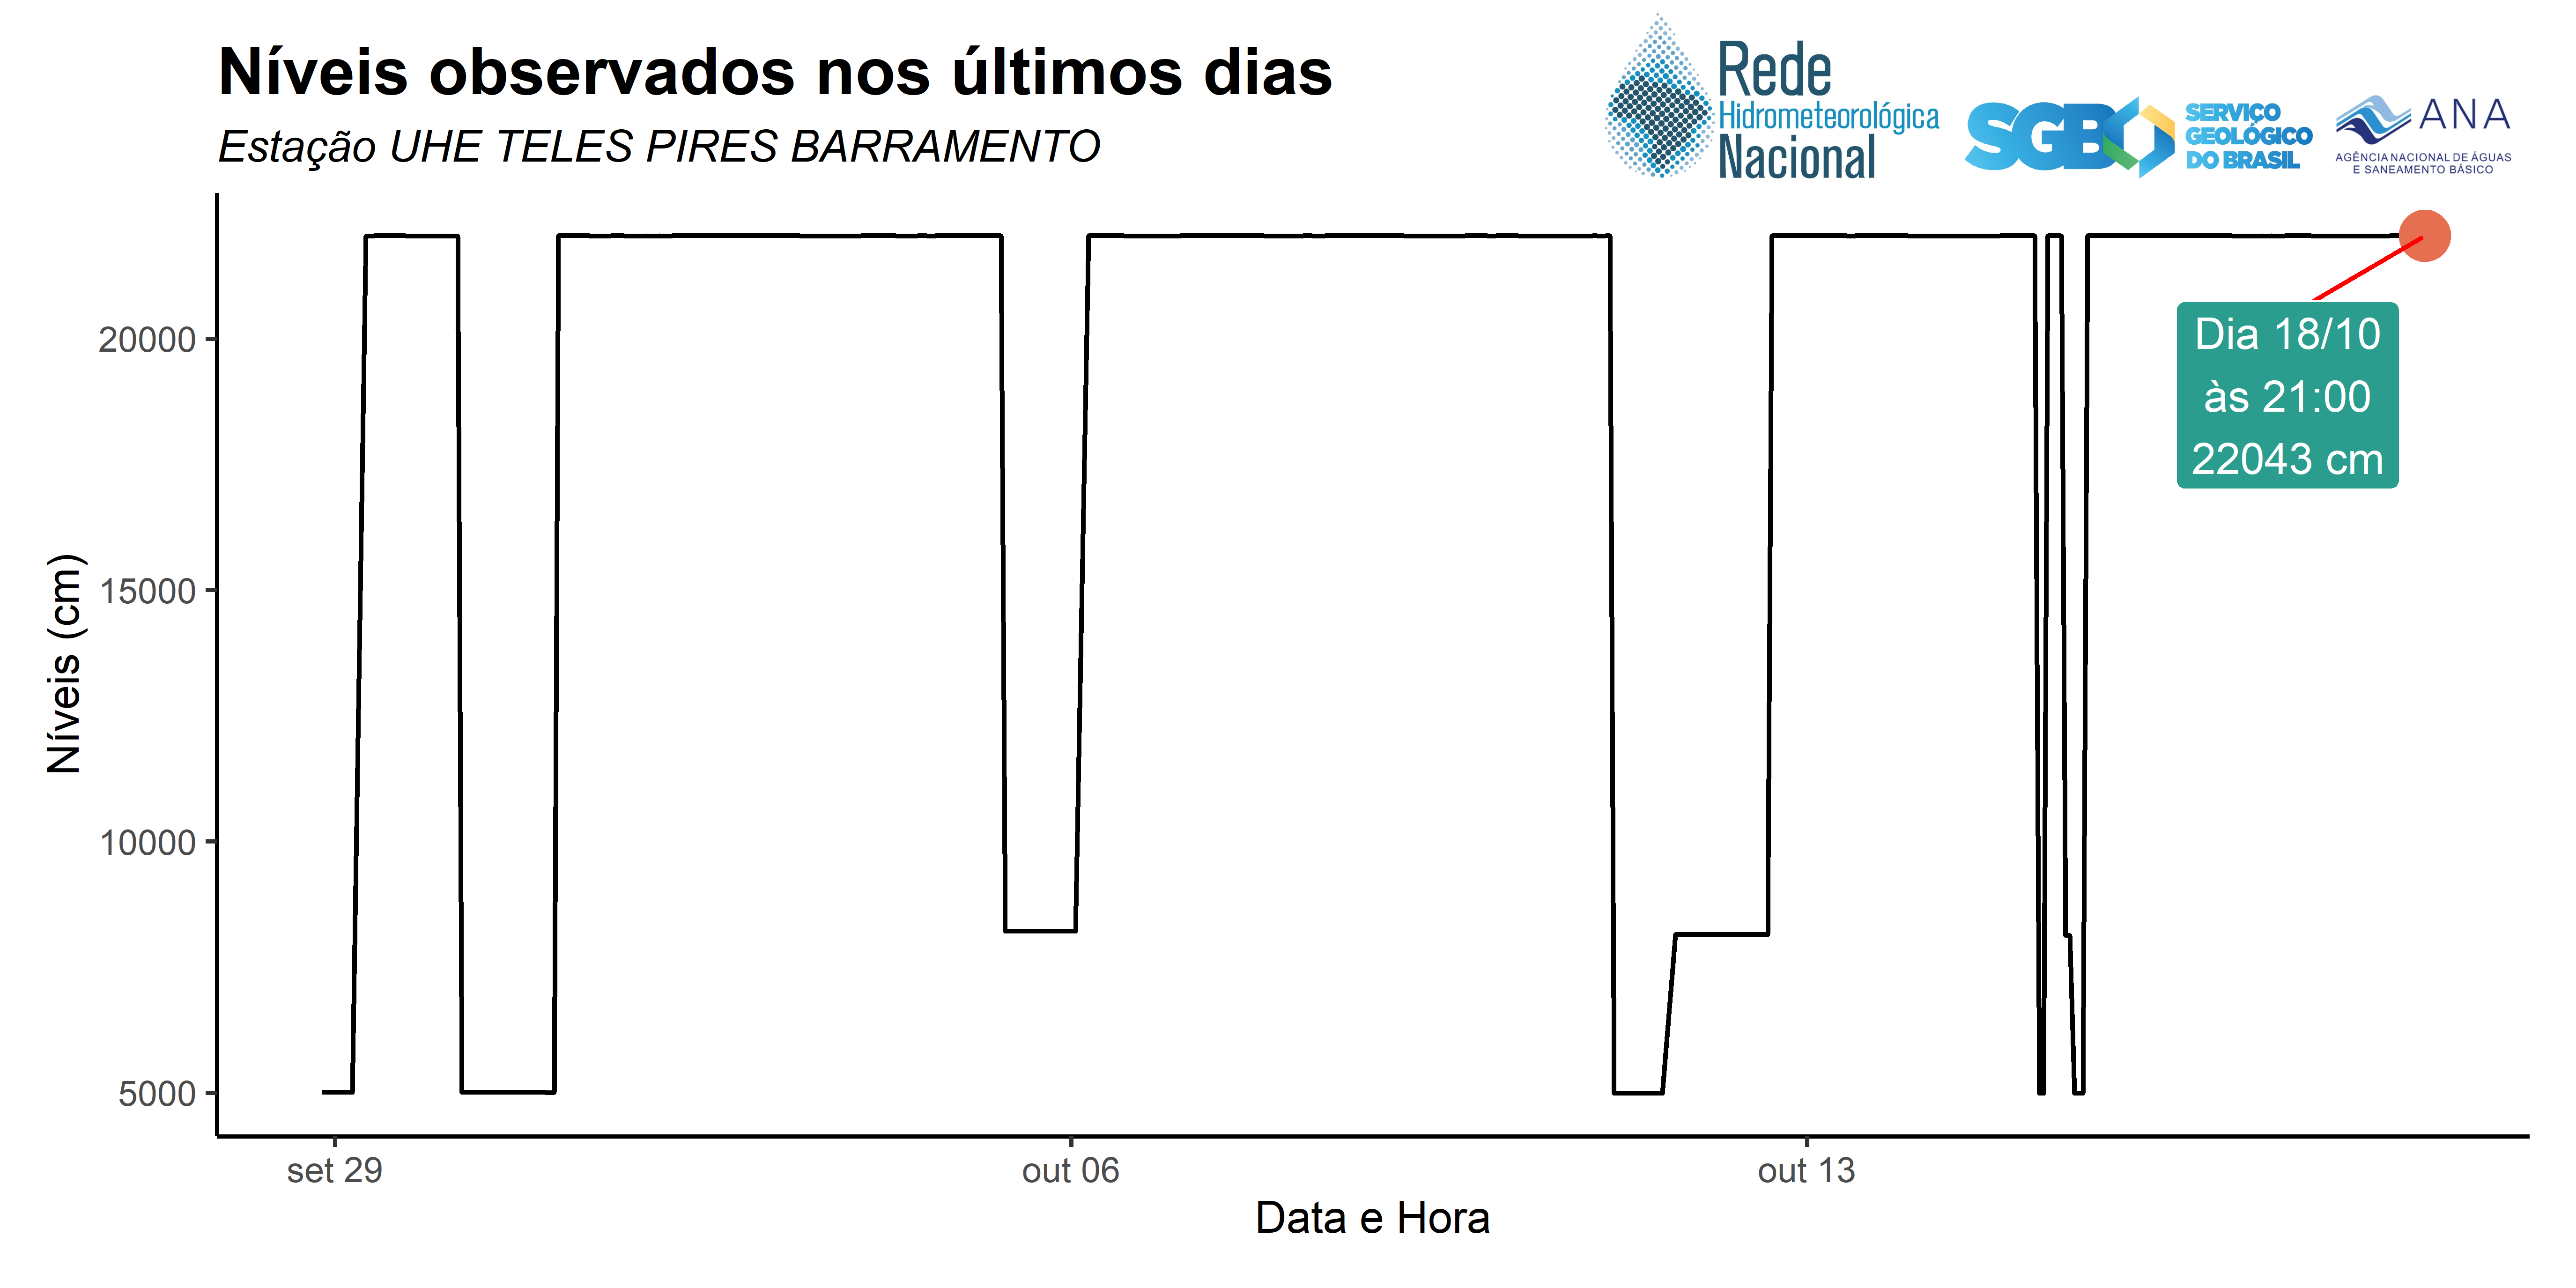 Níveis observados nos últimos dias
Estação UHE TELES PIRES BARRAMENTO
Rede
Hidrometeorológica
Nacional
SGB
SERVIÇO
GEOLÓGICO
DO BRASIL
ANA
AGÊNCIA NACIONAL DE ÁGUAS
E SANEAMENTO BÁSICO
Níveis (cm)
20000
15000
10000
5000
Dia 18/10
às 21:00
22043 cm
set 29
out 06
out 13
Data e Hora